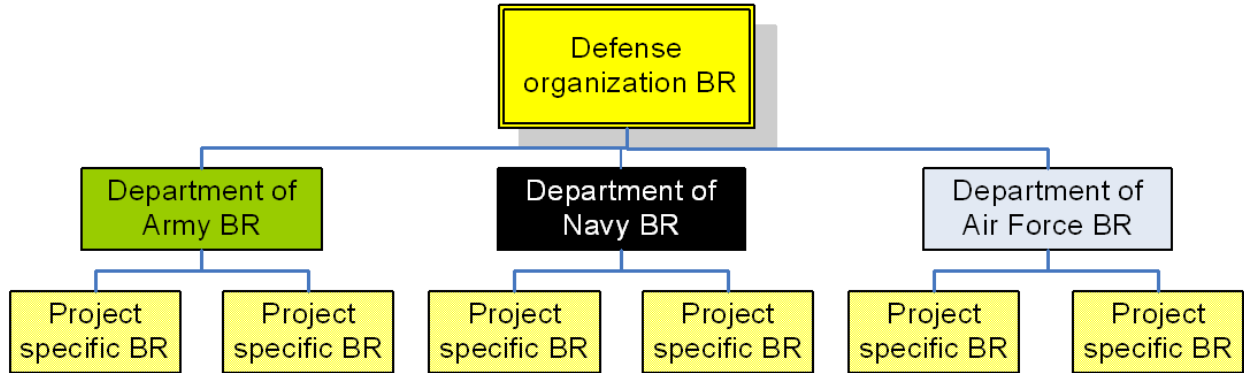 Defense
organization BR
Department of
Army BR
Department of
Navy BR
Department of
Air Force BR
Project
specific BR
Project
specific BR
Project
specific BR
Project
specific BR
Project
specific BR
Project
specific BR